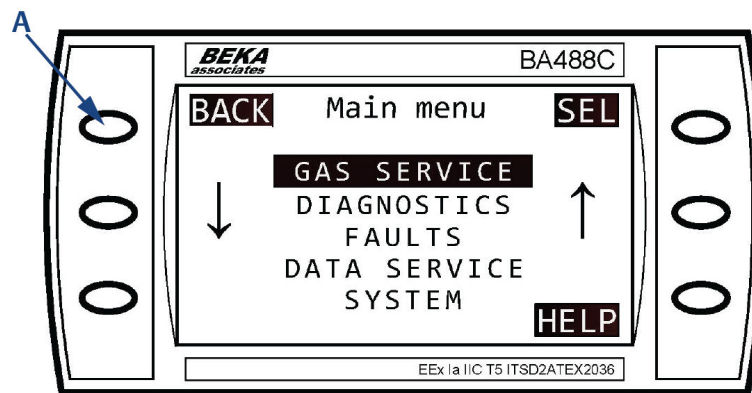 A
BEKA
associates
BA488C
BACK Main menu SEL
GAS SERVICE
DIAGNOSTICS
FAULTS
DATA SERVICE
SYSTEM
HELP
EEx Ia IIC T5 ITSD2ATEX2036